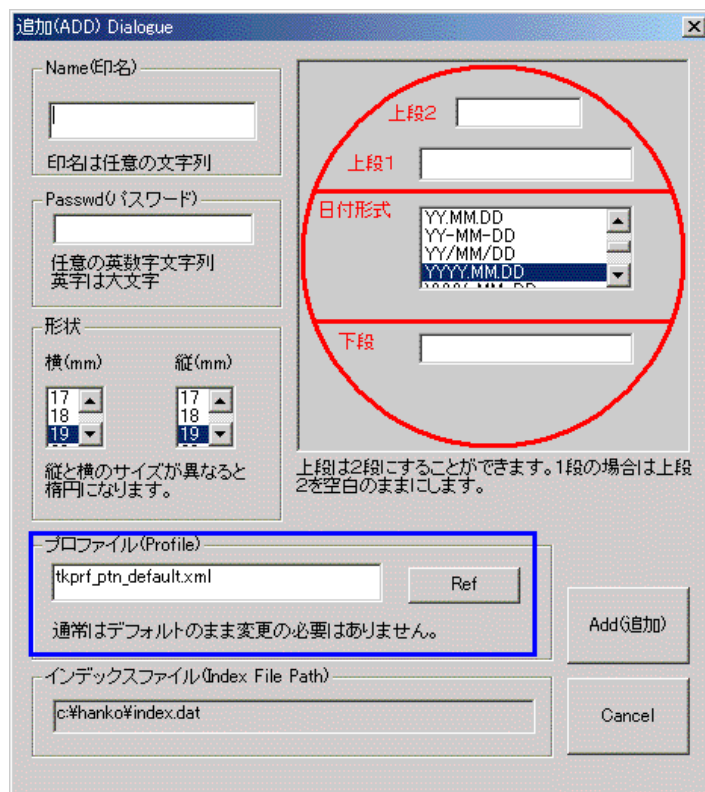 追加(ADD) Dialogue
Name(印名)
印名は任意の文字列
Passwd(パスワード)
任意の英数字文字列
英字は大文字
形状
横(mm)
縦(mm)
17
18
19
17
18
19
縦と横のサイズが異なると
楕円になります。
上段2
上段1
日付形式
YY.MM.DD
YY-MM-DD
YY/MM/DD
YYYY.MM.DD
下段
上段は2段にすることができます。1段の場合は上段
2を空白のままにします。
プロファイル(Profile)
tkprf_ptn_default.xml
Ref
通常はデフォルトのまま変更の必要はありません。
インデックスファイル(Index File Path)
c:¥hanko¥index.dat
Add(追加)
Cancel